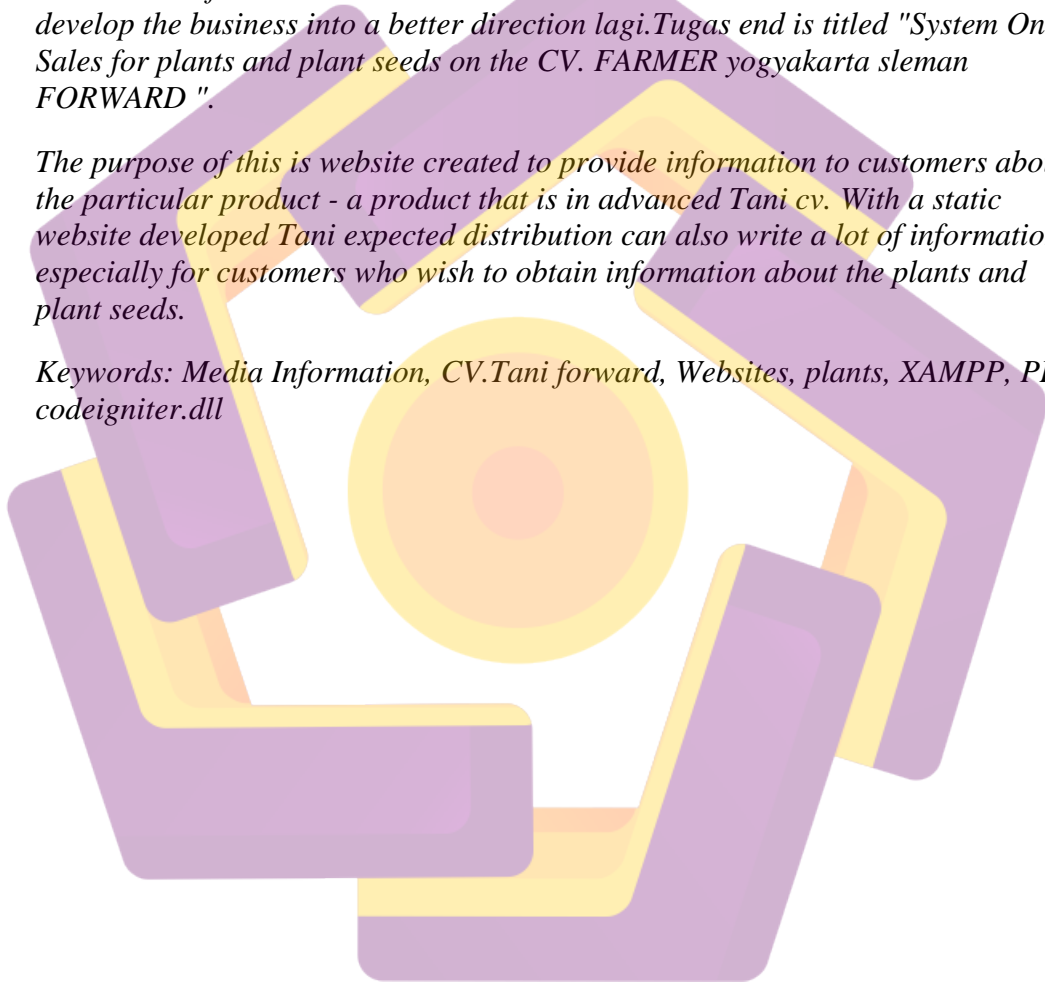 develop the business into a better direction lagi.Tugas end is titled "System On
Sales for plants and plant seeds on the CV. FARMER yogyakarta sleman
FORWARD ".
The purpose of this is website created to provide information to customers abo
the particular product - a product that is in advanced Tani cv. With a static
website developed Tani expected distribution can also write a lot of informatio
especially for customers who wish to obtain information about the plants and
plant seeds.
Keywords: Media Information, CV.Tani forward, Websites, plants, XAMPP,
codeigniter.dll